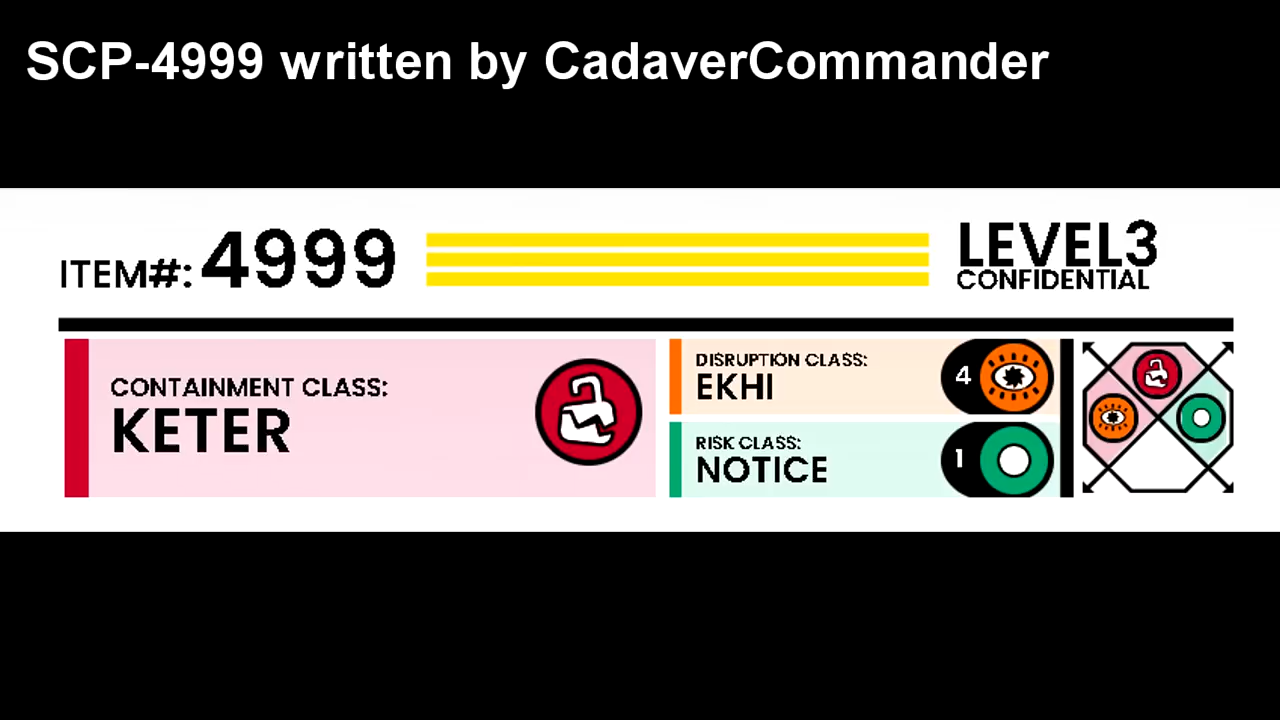 SCP-4999 written by CadaverCommander
ITEM#: 4999
LEVEL3
CONFIDENTIAL
CONTAINMENT CLASS:
KETER
DISRUPTION CLASS:
EKHI
4
RISK CLASS:
NOTICE
1